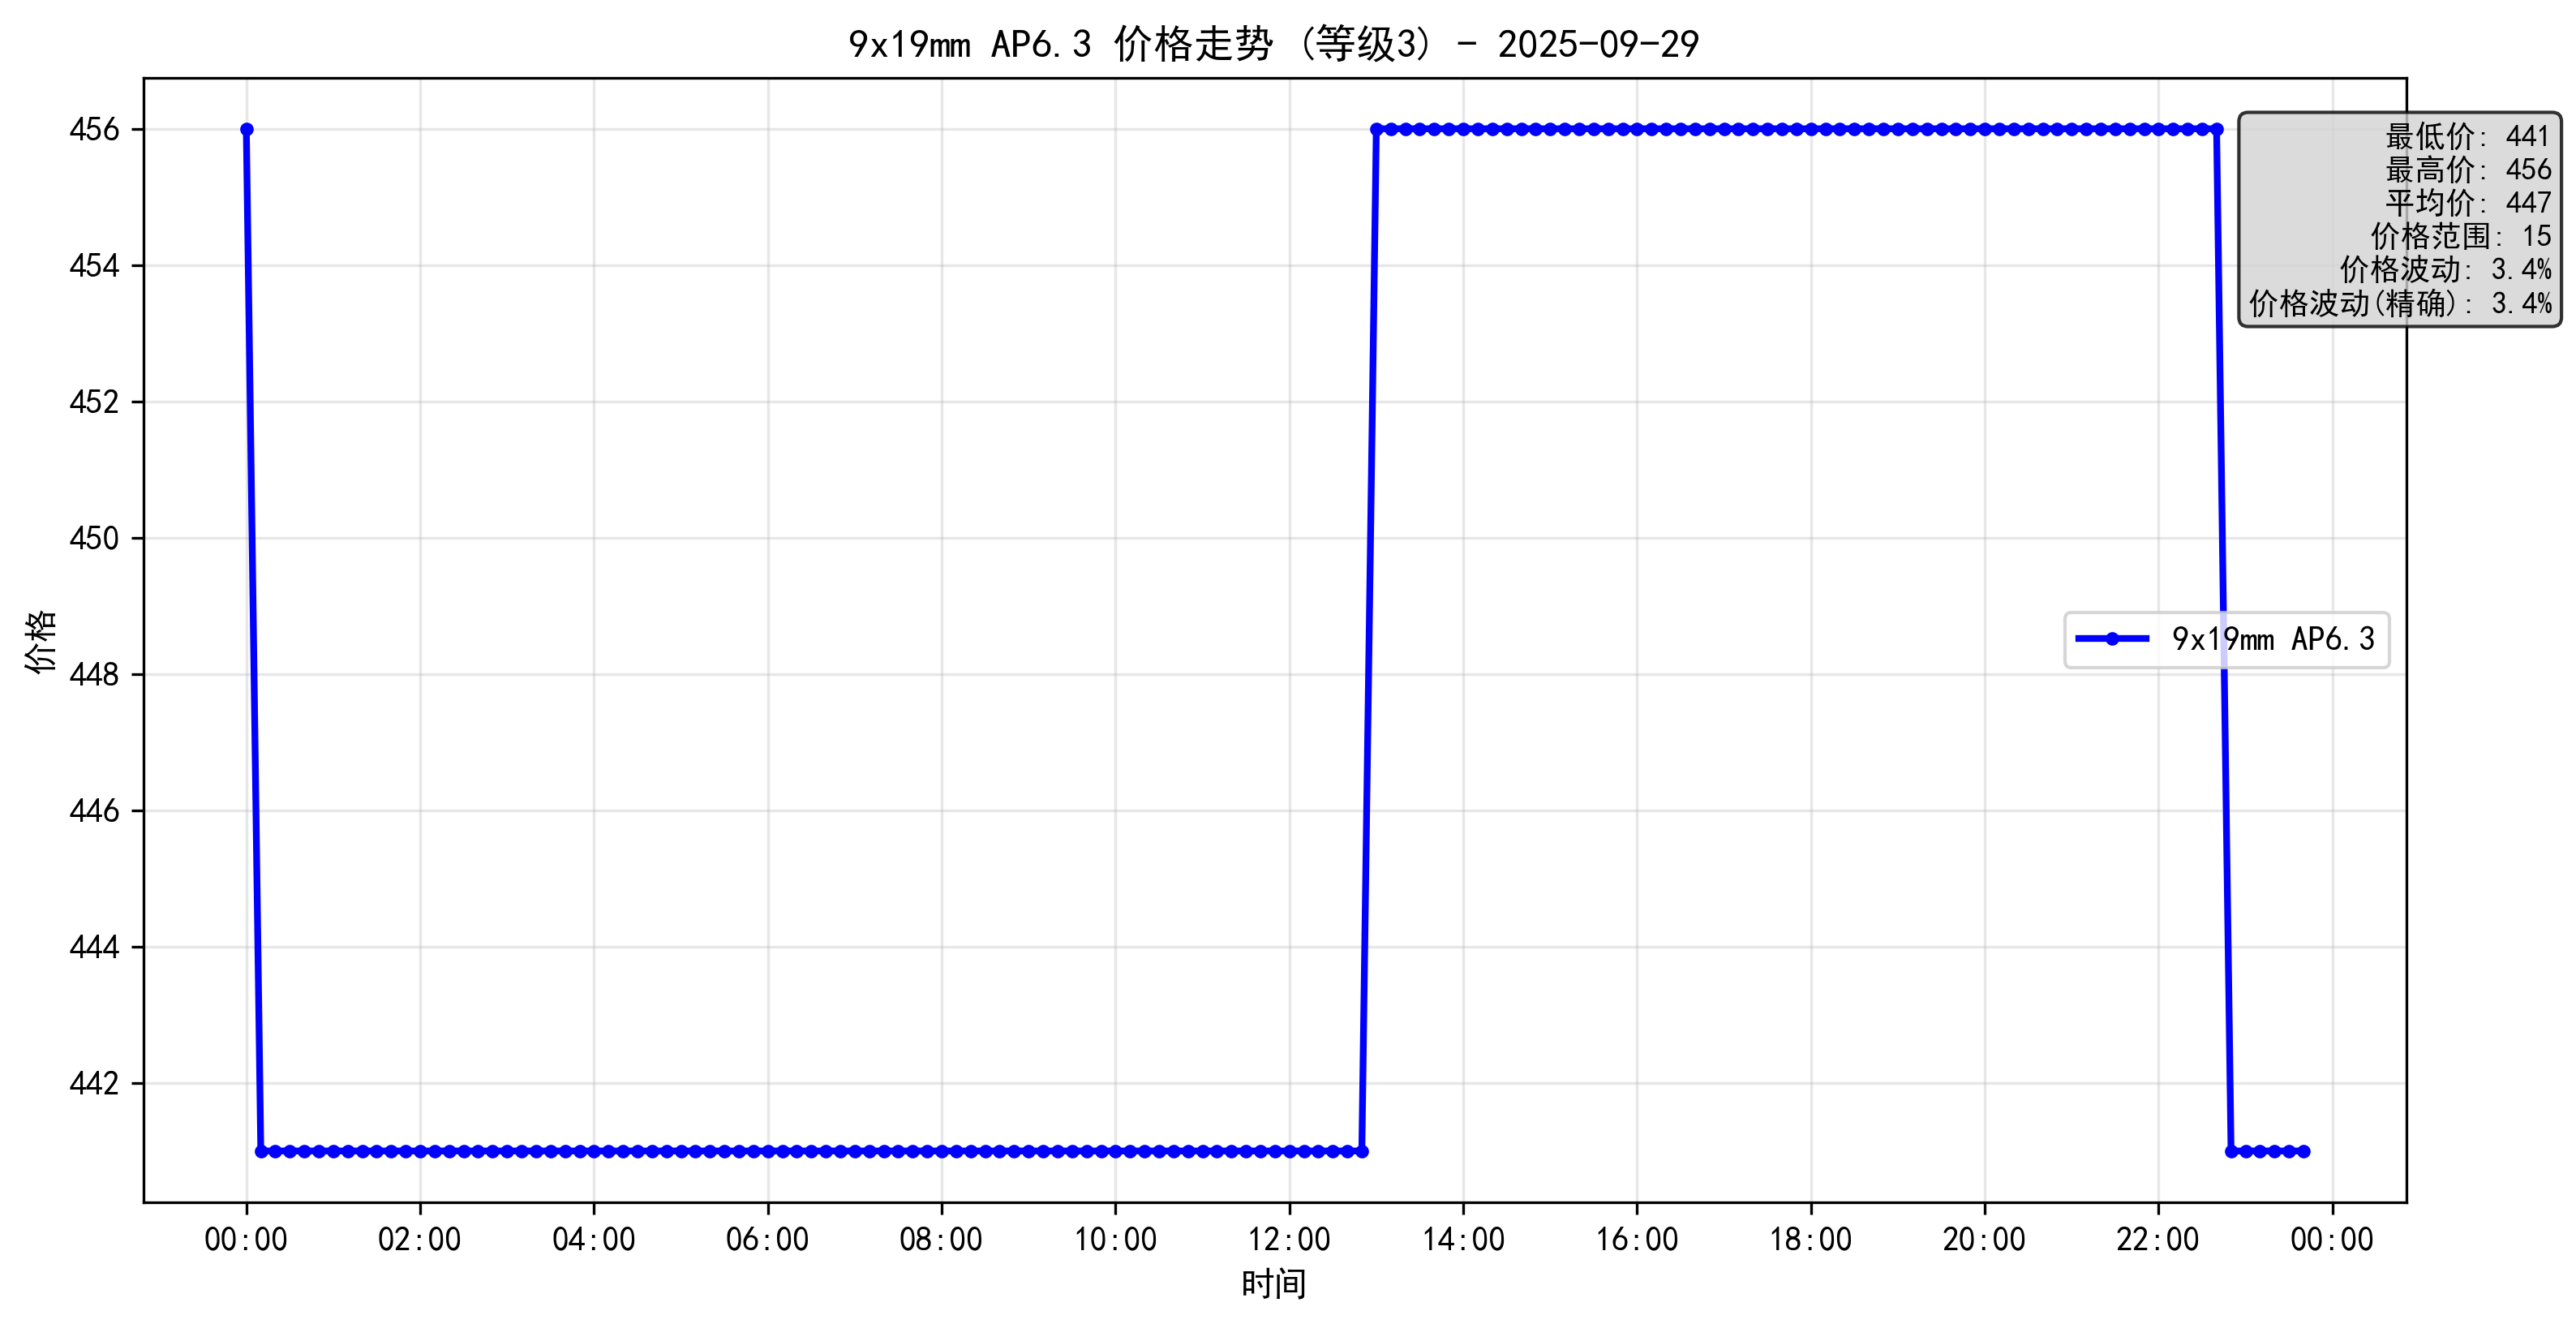 9x19mm AP6.3 价格走势 (等级3) - 2025-09-29
价格
456
454
452
450
448
446
444
442
最低价: 441
最高价: 456
平均价: 447
价格范围: 15
价格波动: 3.4%
价格波动(精确): 3.4%
9x19mm AP6.3
00:00 02:00 04:00 06:00 08:00 10:00 12:00 14:00 16:00 18:00 20:00 22:00 00:00
时间